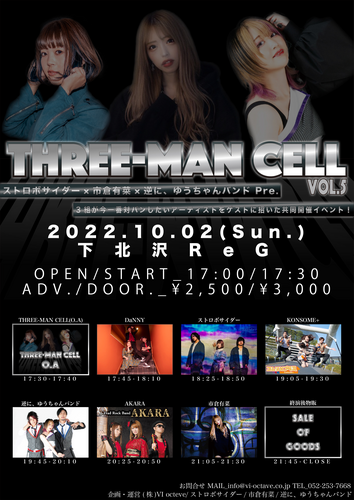 THREE-MAN CELL
VOL.5
ストロボサイダー × 市倉有菜 × 逆に、ゆうちゃんバンド Pre.
3組が今一番対バンしたいアーティストをゲストに招いた共同開催イベント!
2022.10.02(Sun.)
下北沢ReG
OPEN/START_17:00/17:30
ADV./DOOR._¥2,500/¥3,000
THREE-MAN CELL(O.A)
THREE-MAN CELL
O.A
17:30-17:40
DaNNY
17:45-18:10
ストロボサイダー
18:25-18:50
KONSOME+
19:05-19:30
逆に、ゆうちゃんバンド
19:45-20:10
AKARA
Hard Rock Band
AKARA
20:25-20:50
市倉有菜
21:05-21:30
終演後物販
SALE
OF
GOODS
21:45-CLOSE
お問合せ MAIL_info@vi-octave.co.jp TEL_052-253-7668
企画・運営 (株)VI octeve/ ストロボサイダー / 市倉有菜 / 逆に、ゆうちゃんバンド